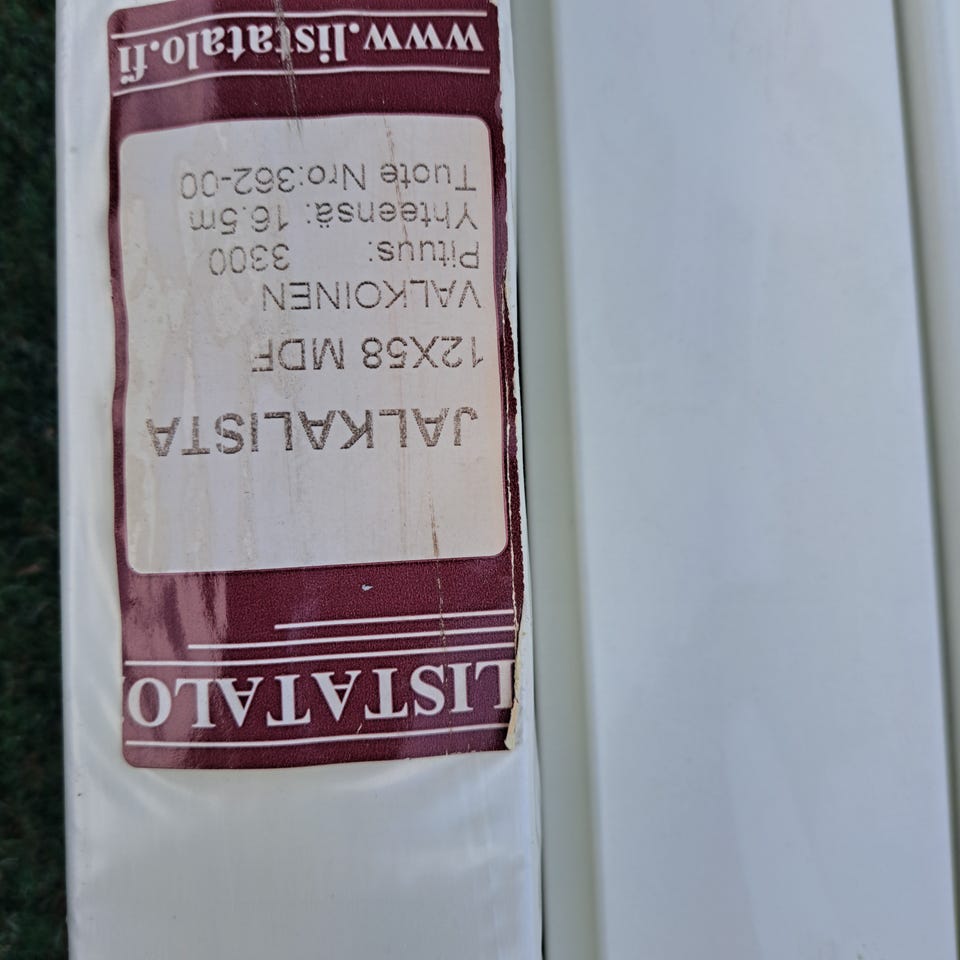 LISTATALO
JALKALISTA
12X58 MDF
VALKOINEN
Pituus: 3300
Yhteensä: 16.5m
Tuote Nro:362-00
www.listatalo.fi